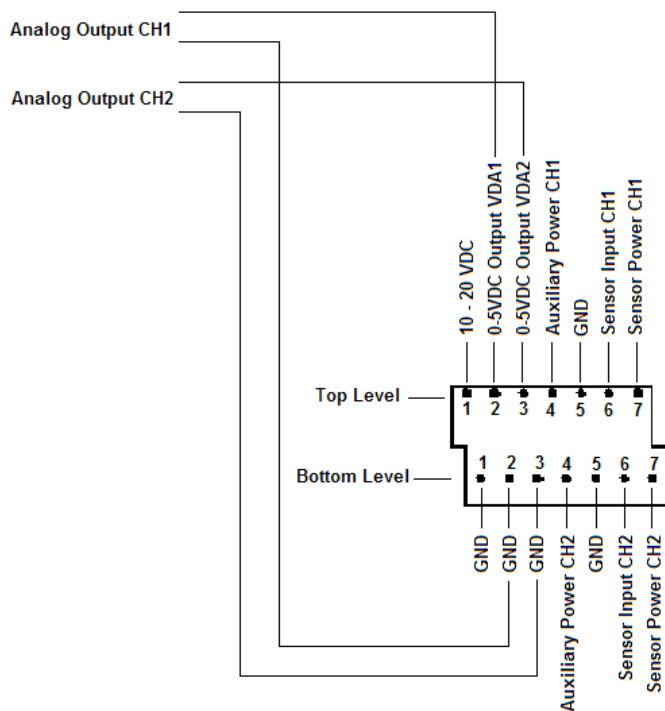 Analog Output CH1
Analog Output CH2
10 - 20 VDC
0-5VDC Output VDA1
0-5VDC Output VDA2
Auxiliary Power CH1
GND
Sensor Input CH1
Sensor Power CH1
Top Level
1 2 3 4 5 6 7
Bottom Level
1 2 3 4 5 6 7
GND
GND
GND
Auxiliary Power CH2
GND
Sensor Input CH2
Sensor Power CH2